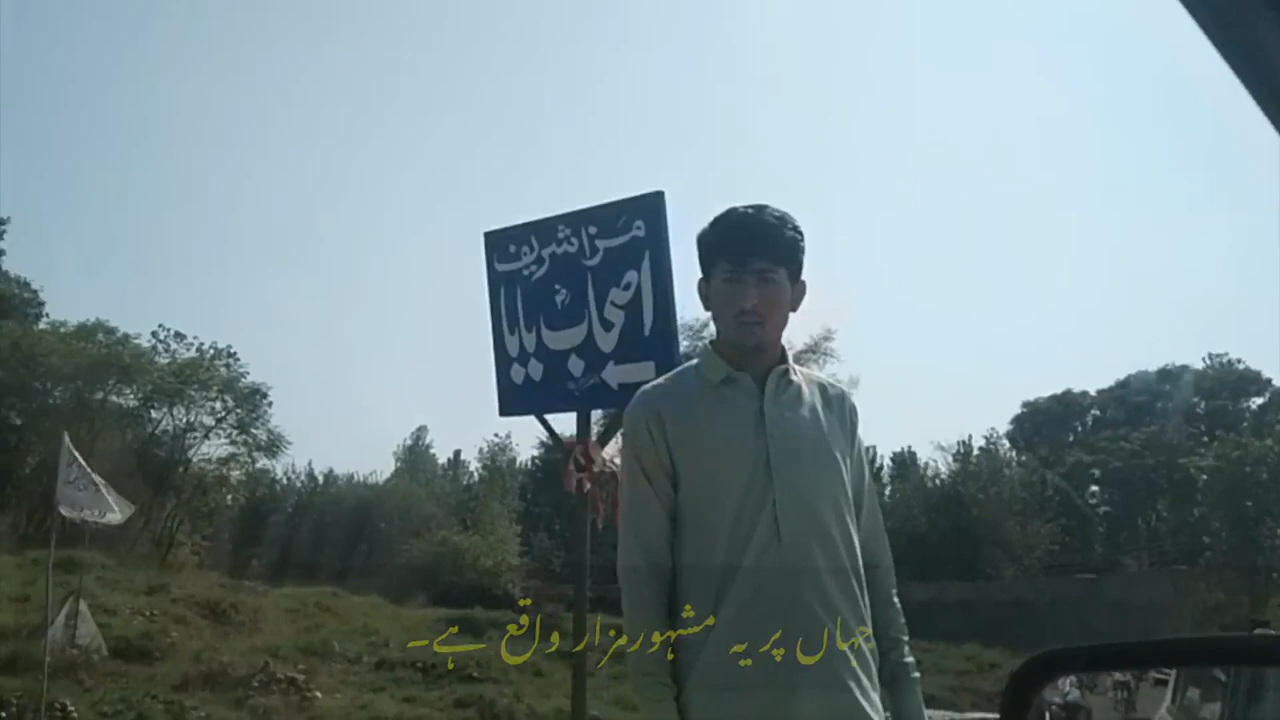 مزار شریف
اصحاب بابا
جہاں پر یہ مشہور مزار واقع ہے۔